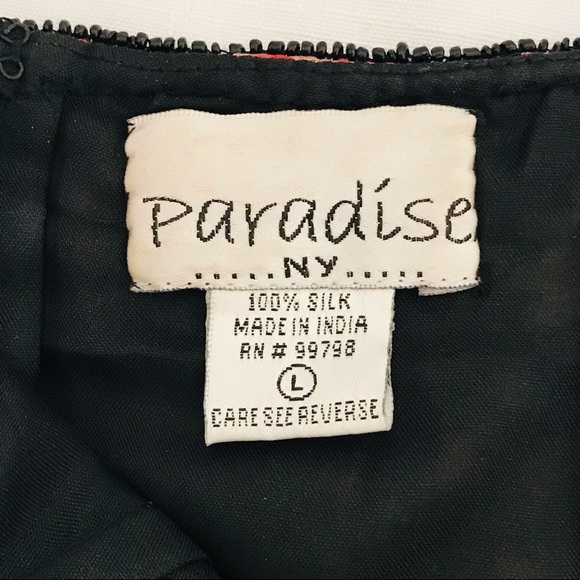 Paradise
.....NY.....
100% SILK
MADE IN INDIA
RN # 99798
L
CARE SEE REVERSE